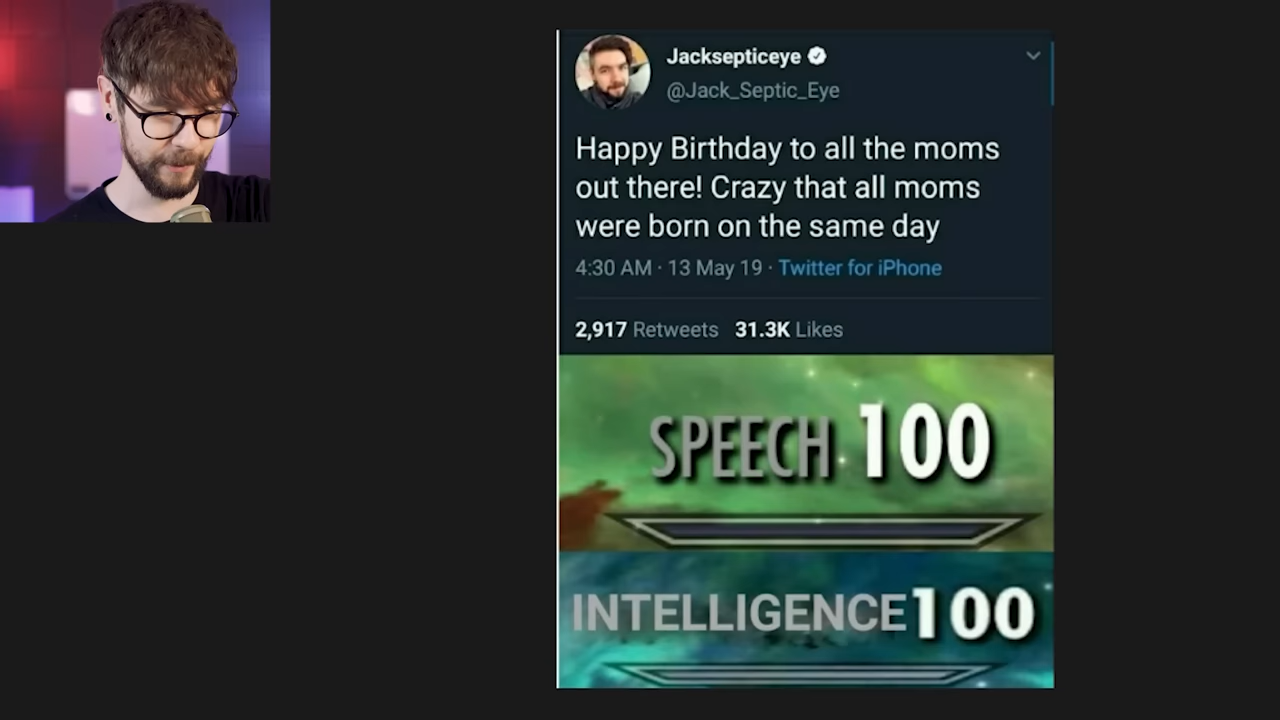 Jacksepticeye
@Jack_Septic_Eye
Happy Birthday to all the moms
out there! Crazy that all moms
were born on the same day
4:30 AM · 13 May 19 · Twitter for iPhone
2,917 Retweets 31.3K Likes
SPEECH 100
INTELLIGENCE 100